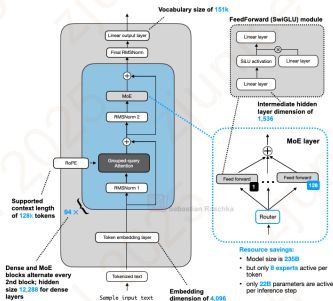 Vocabulary size of 151k
Linear output layer
Final RMSNorm
MoE
RMSNorm 2
Grouped-query
Attention
RoPE
RMSNorm 1
Supported
context length
of 128k tokens
94 ×
Sebastian Raschka
Token embedding layer
Tokenized text
Sample input text
Dense and MoE
blocks alternate every
2nd block; hidden
size 12,288 for dense
layers
Embedding
dimension of 4,096
FeedForward (SwiGLU) module
Linear layer
SiLU activation
Linear layer
Linear layer
Intermediate hidden
layer dimension of
1,536
MoE layer
Feed forward
Feed forward
1
128
Router
Resource savings:
• Model size is 235B
• but only 8 experts active per
token
• only 22B parameters are active
per inference step